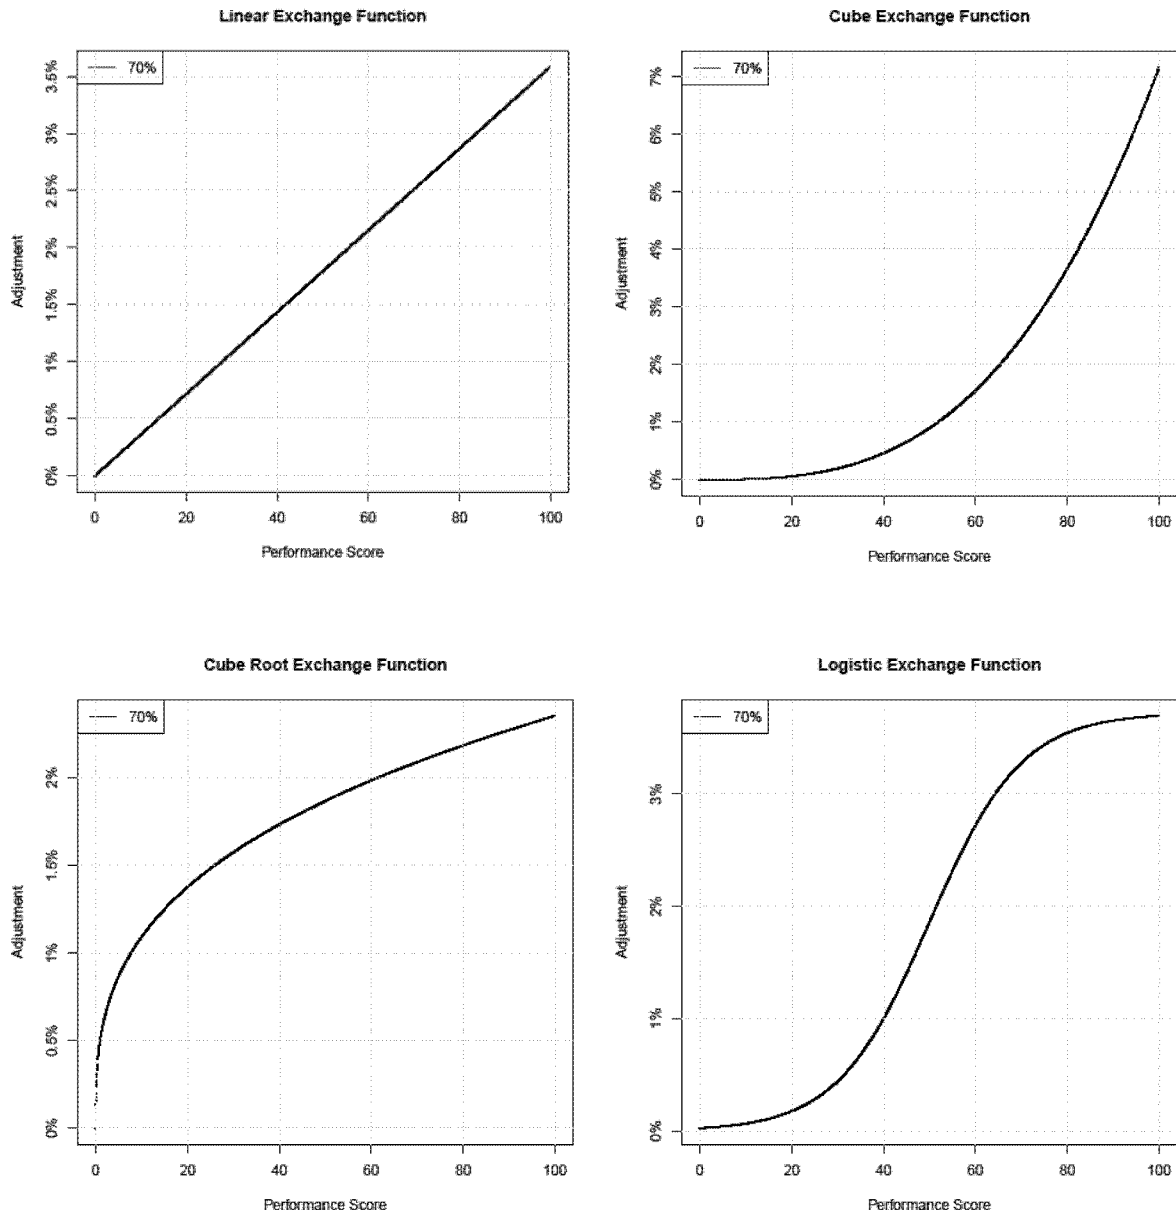 Linear Exchange Function
70%
3.5%
3%
2.5%
2%
1.5%
1%
0.5%
0%
Adjustment
0 20 40 60 80 100
Performance Score
Cube Exchange Function
70%
7%
6%
5%
4%
3%
2%
1%
0%
Adjustment
0 20 40 60 80 100
Performance Score
Cube Root Exchange Function
70%
2%
1.5%
1%
0.5%
0%
Adjustment
0 20 40 60 80 100
Performance Score
Logistic Exchange Function
70%
3%
2%
1%
0%
Adjustment
0 20 40 60 80 100
Performance Score